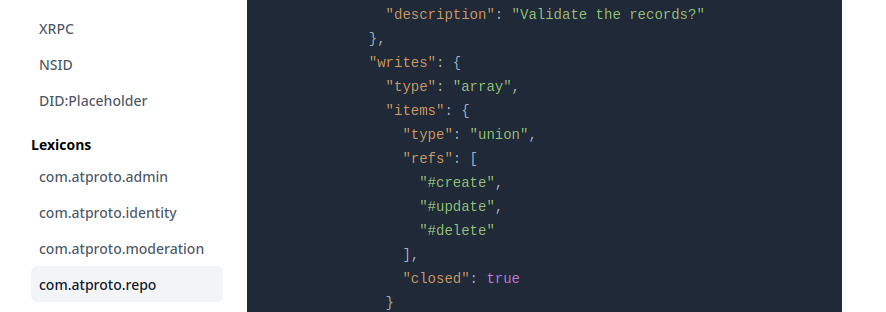 XRPC
NSID
DID:Placeholder
Lexicons
com.atproto.admin
com.atproto.identity
com.atproto.moderation
com.atproto.repo
"description": "Validate the records?"
},
"writes": {
"type": "array",
"items": {
"type": "union",
"refs": [
"#create",
"#update",
"#delete"
],
"closed": true
}